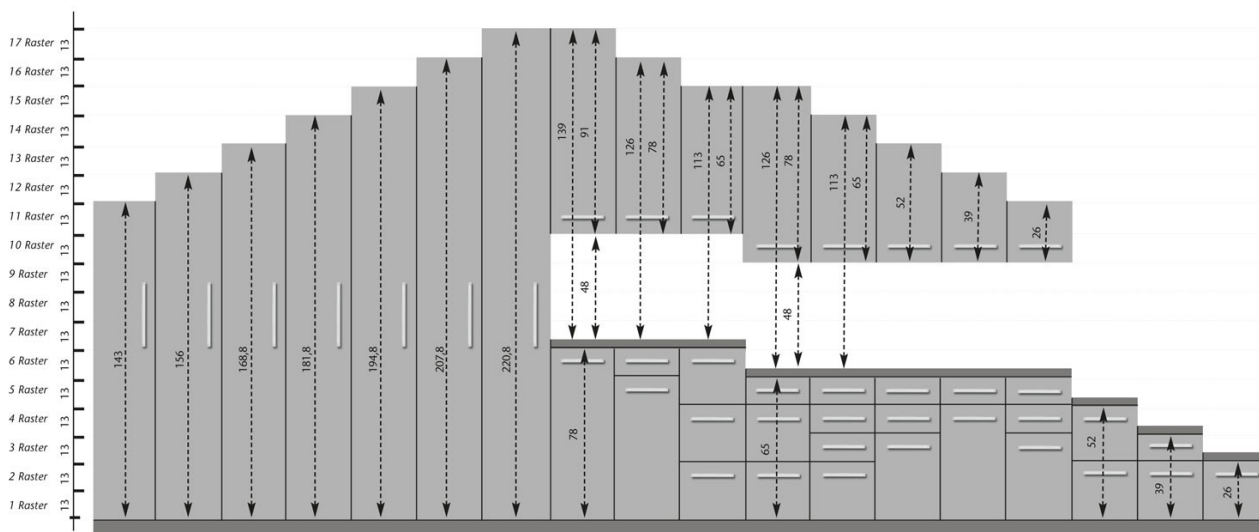 17 Raster 13
16 Raster 13
15 Raster 13
14 Raster 13
13 Raster 13
12 Raster 13
11 Raster 13
10 Raster 13
9 Raster 13
8 Raster 13
7 Raster 13
6 Raster 13
5 Raster 13
4 Raster 13
3 Raster 13
2 Raster 13
1 Raster 13
143
156
168,8
181,8
194,8
207,8
220,8
139
91
126
78
113
65
126
78
113
65
52
39
26
48
48
78
65
52
39
26